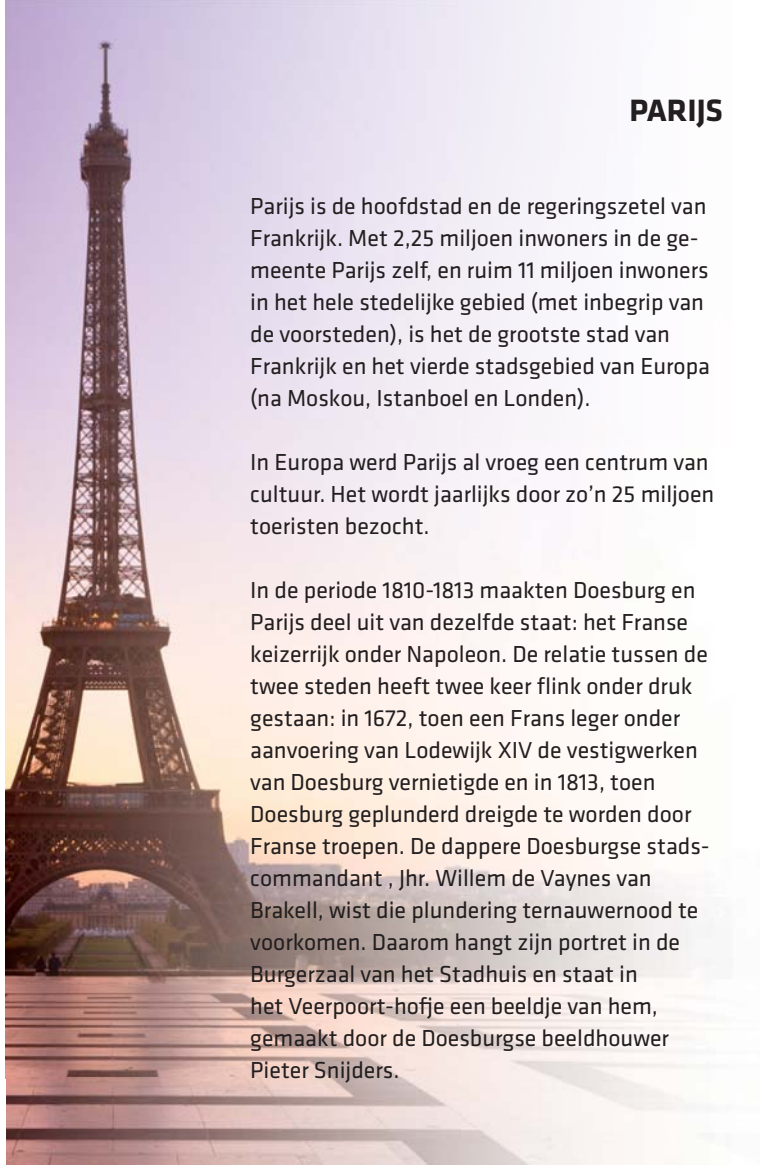 PARIJS
Parijs is de hoofdstad en de regeringszetel van
Frankrijk. Met 2,25 miljoen inwoners in de ge-
meente Parijs zelf, en ruim 11 miljoen inwoners
in het hele stedelijke gebied (met inbegrip van
de voorsteden), is het de grootste stad van
Frankrijk en het vierde stadsgebied van Europa
(na Moskou, Istanboel en Londen).
In Europa werd Parijs al vroeg een centrum van
cultuur. Het wordt jaarlijks door zo’n 25 miljoen
toeristen bezocht.
In de periode 1810-1813 maakten Doesburg en
Parijs deel uit van dezelfde staat: het Franse
keizerrijk onder Napoleon. De relatie tussen de
twee steden heeft twee keer flink onder druk
gestaan: in 1672, toen een Frans leger onder
aanvoering van Lodewijk XIV de vestigwerken
van Doesburg vernietigde en in 1813, toen
Doesburg geplunderd dreigde te worden door
Franse troepen. De dappere Doesburgse stads-
commandant , Jhr. Willem de Vaynes van
Brakell, wist die plundering ternauwernood te
voorkomen. Daarom hangt zijn portret in de
Burgerzaal van het Stadhuis en staat in
het Veerpoort-hofje een beeldje van hem,
gemaakt door de Doesburgse beeldhouwer
Pieter Snijders.